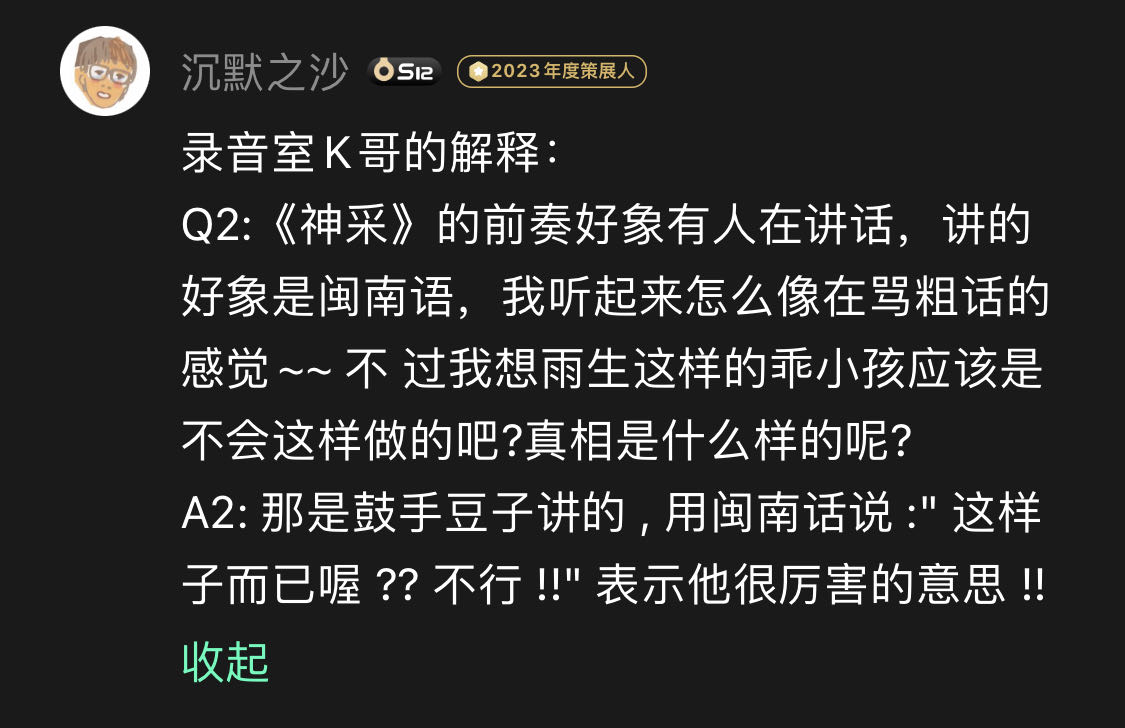 沉默之沙 S12 2023年度策展人
录音室K哥的解释：
Q2:《神采》的前奏好象有人在讲话，讲的
好象是闽南语，我听起来怎么像在骂粗话的
感觉~~ 不 过我想雨生这样的乖小孩应该是
不会这样做的吧?真相是什么样的呢?
A2: 那是鼓手豆子讲的 , 用闽南话说 :" 这样
子而已喔 ?? 不行 !!" 表示他很厉害的意思 !!
收起